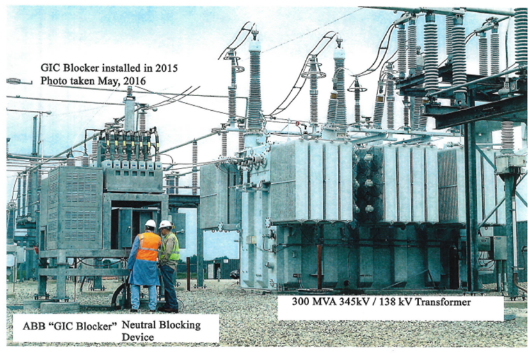 GIC Blocker installed in 2015
Photo taken May, 2016
300 MVA 345kV / 138 kV Transformer
ABB "GIC Blocker" Neutral Blocking
Device